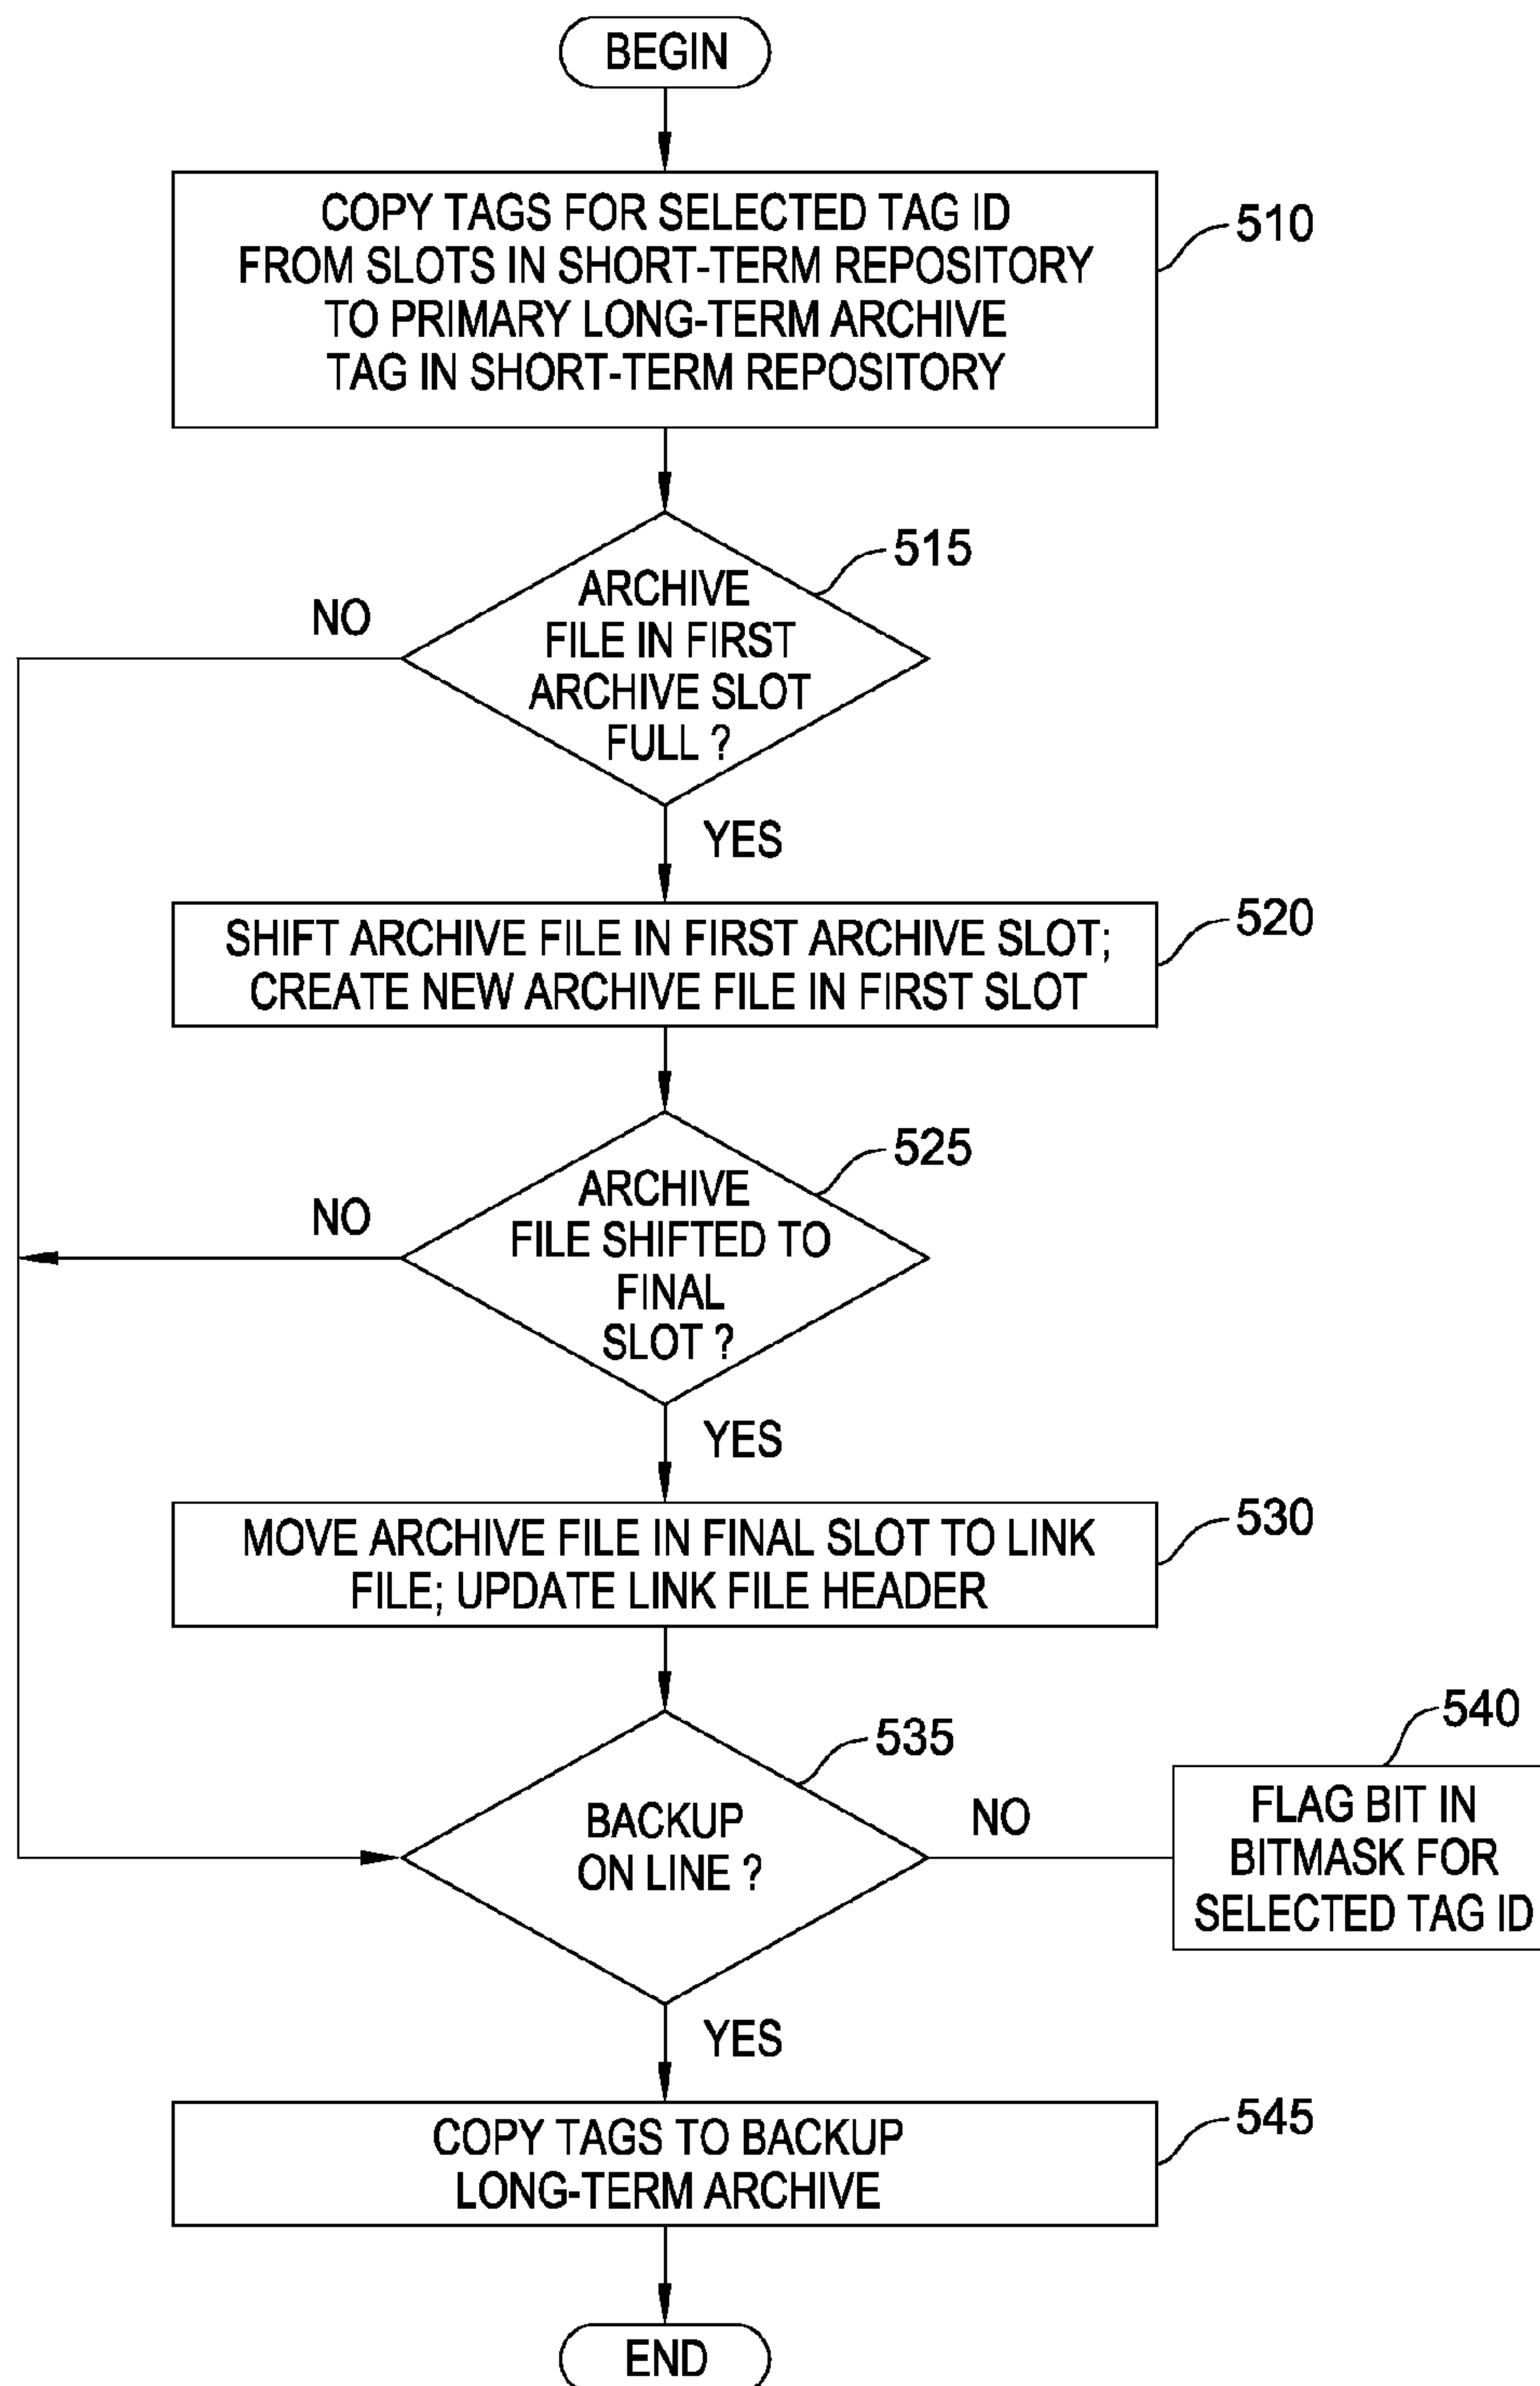 BEGIN
COPY TAGS FOR SELECTED TAG ID
FROM SLOTS IN SHORT-TERM REPOSITORY
TO PRIMARY LONG-TERM ARCHIVE
TAG IN SHORT-TERM REPOSITORY
510
515
ARCHIVE
FILE IN FIRST
ARCHIVE SLOT
FULL ?
NO
YES
SHIFT ARCHIVE FILE IN FIRST ARCHIVE SLOT;
CREATE NEW ARCHIVE FILE IN FIRST SLOT
520
525
ARCHIVE
FILE SHIFTED TO
FINAL
SLOT ?
NO
YES
MOVE ARCHIVE FILE IN FINAL SLOT TO LINK
FILE; UPDATE LINK FILE HEADER
530
535
BACKUP
ON LINE ?
NO
540
FLAG BIT IN
BITMASK FOR
SELECTED TAG ID
YES
COPY TAGS TO BACKUP
LONG-TERM ARCHIVE
545
END